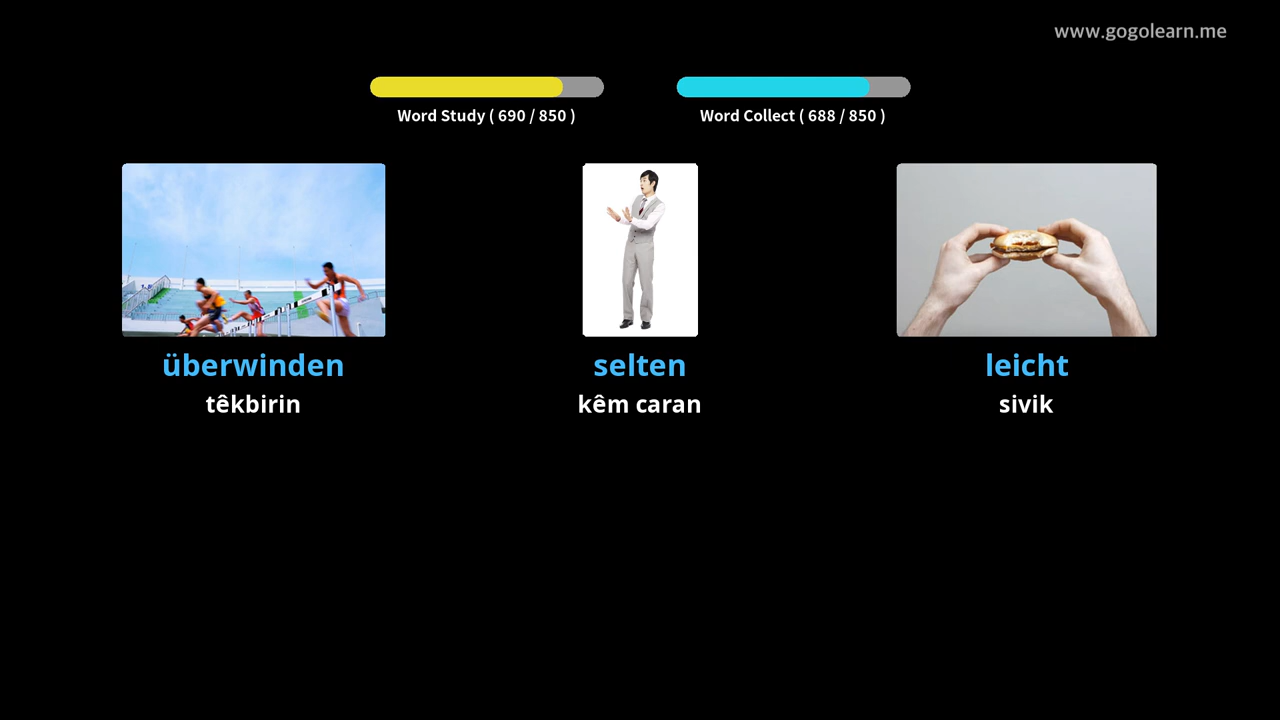 www.gogolearn.me
Word Study ( 690 / 850 )
Word Collect ( 688 / 850 )
überwinden
têkbirin
selten
kêm caran
leicht
sivik